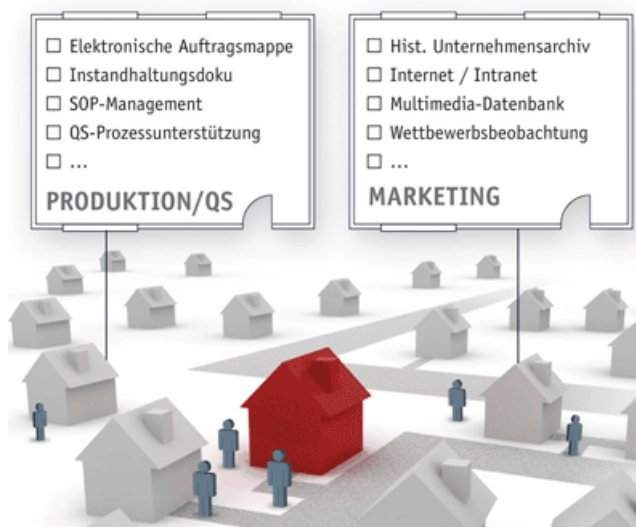 ☐ Elektronische Auftragsmappe
☐ Instandhaltungsdoku
☐ SOP-Management
☐ QS-Prozessunterstützung
☐ ...
PRODUKTION/QS
☐ Hist. Unternehmensarchiv
☐ Internet / Intranet
☐ Multimedia-Datenbank
☐ Wettbewerbsbeobachtung
☐ ...
MARKETING